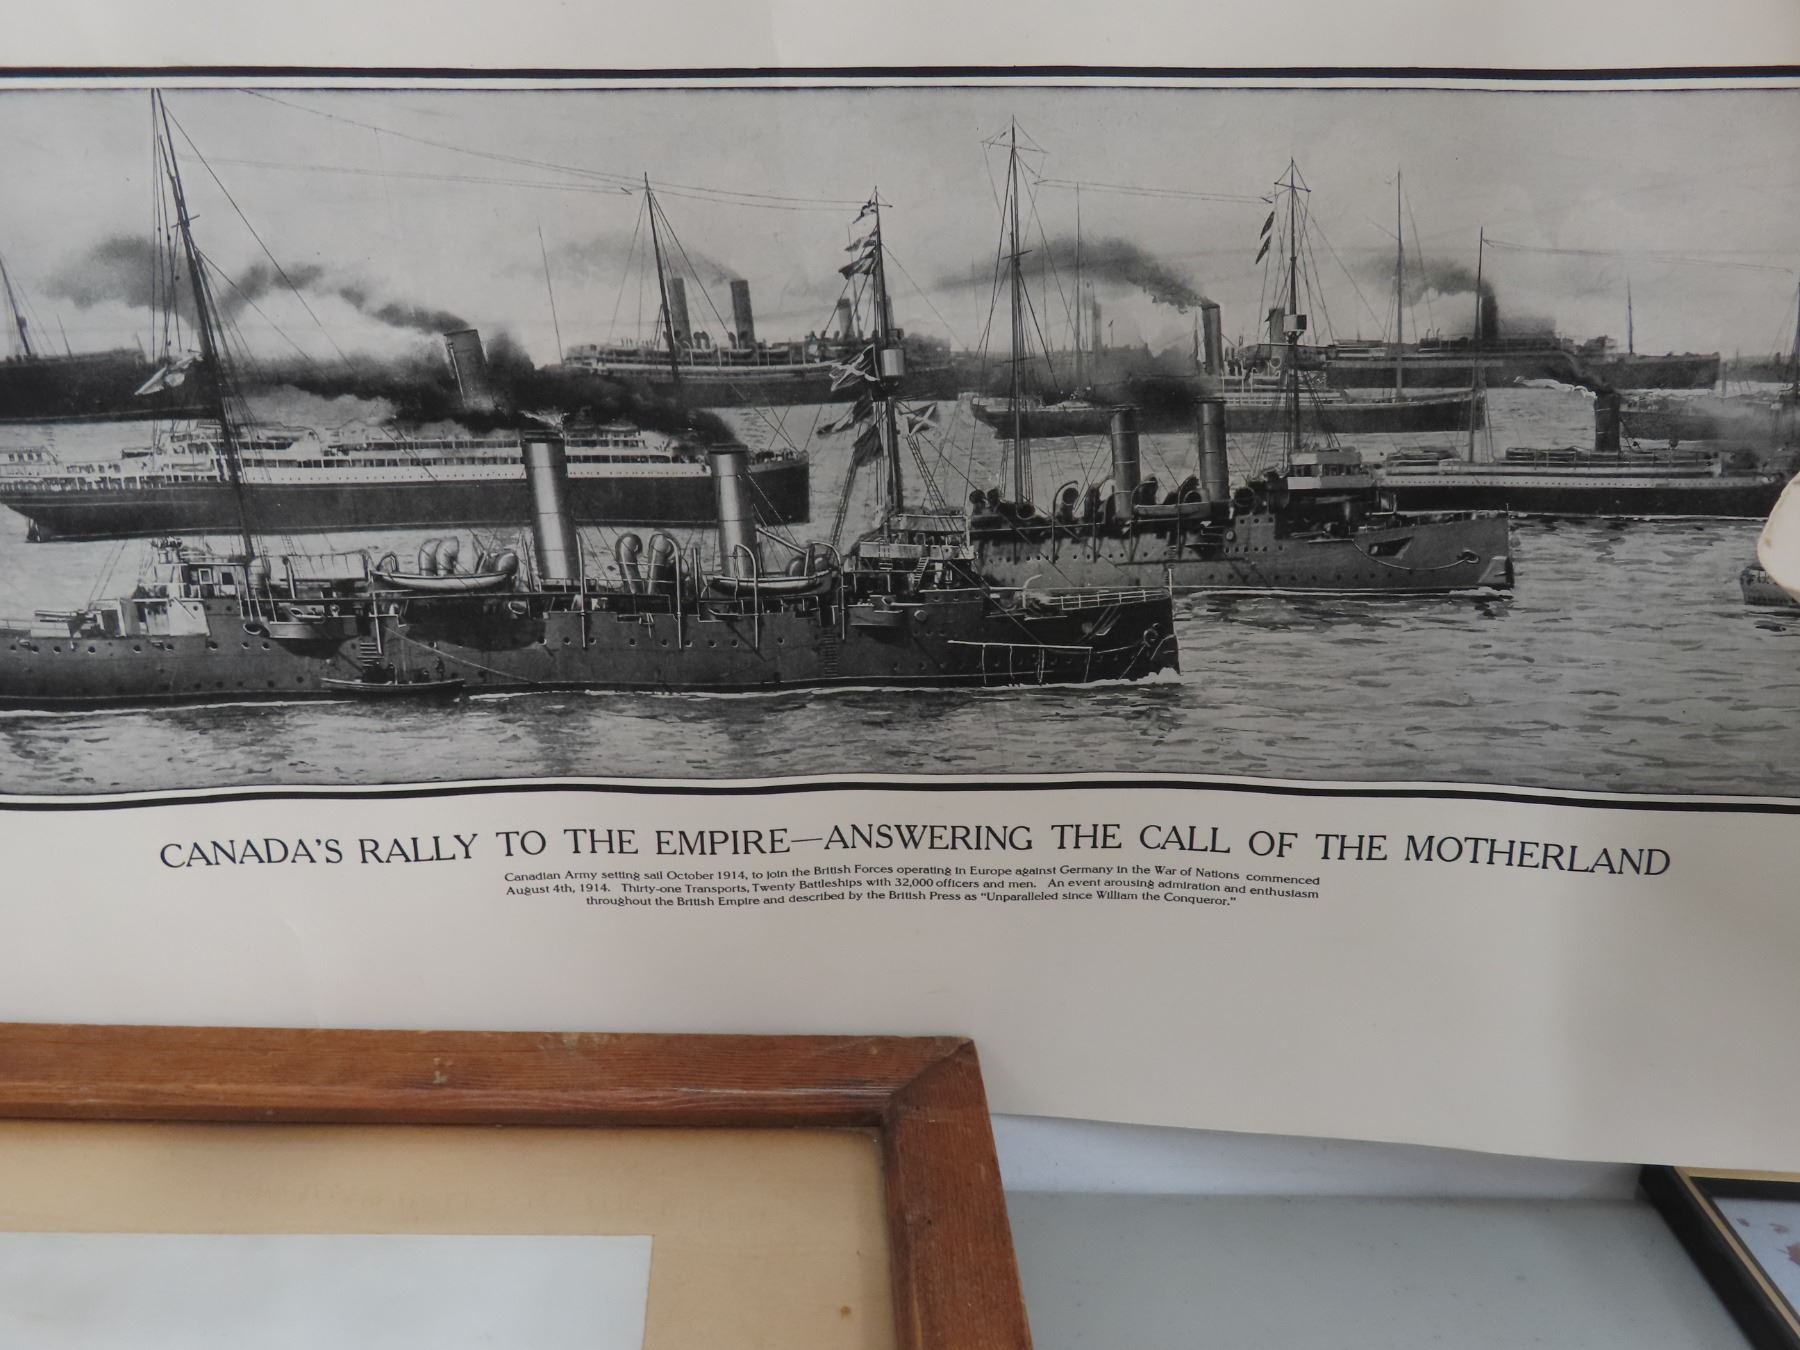 CANADA'S RALLY TO THE EMPIRE—ANSWERING THE CALL OF THE MOTHERLAND
Canadian Army setting sail October 1914, to join the British Forces operating in Europe against Germany in the War of Nations commenced
August 4th, 1914. Thirty-one Transports, Twenty Battleships with 32,000 officers and men. An event arousing admiration and enthusiasm
throughout the British Empire and described by the British Press as "Unparalleled since William the Conqueror."